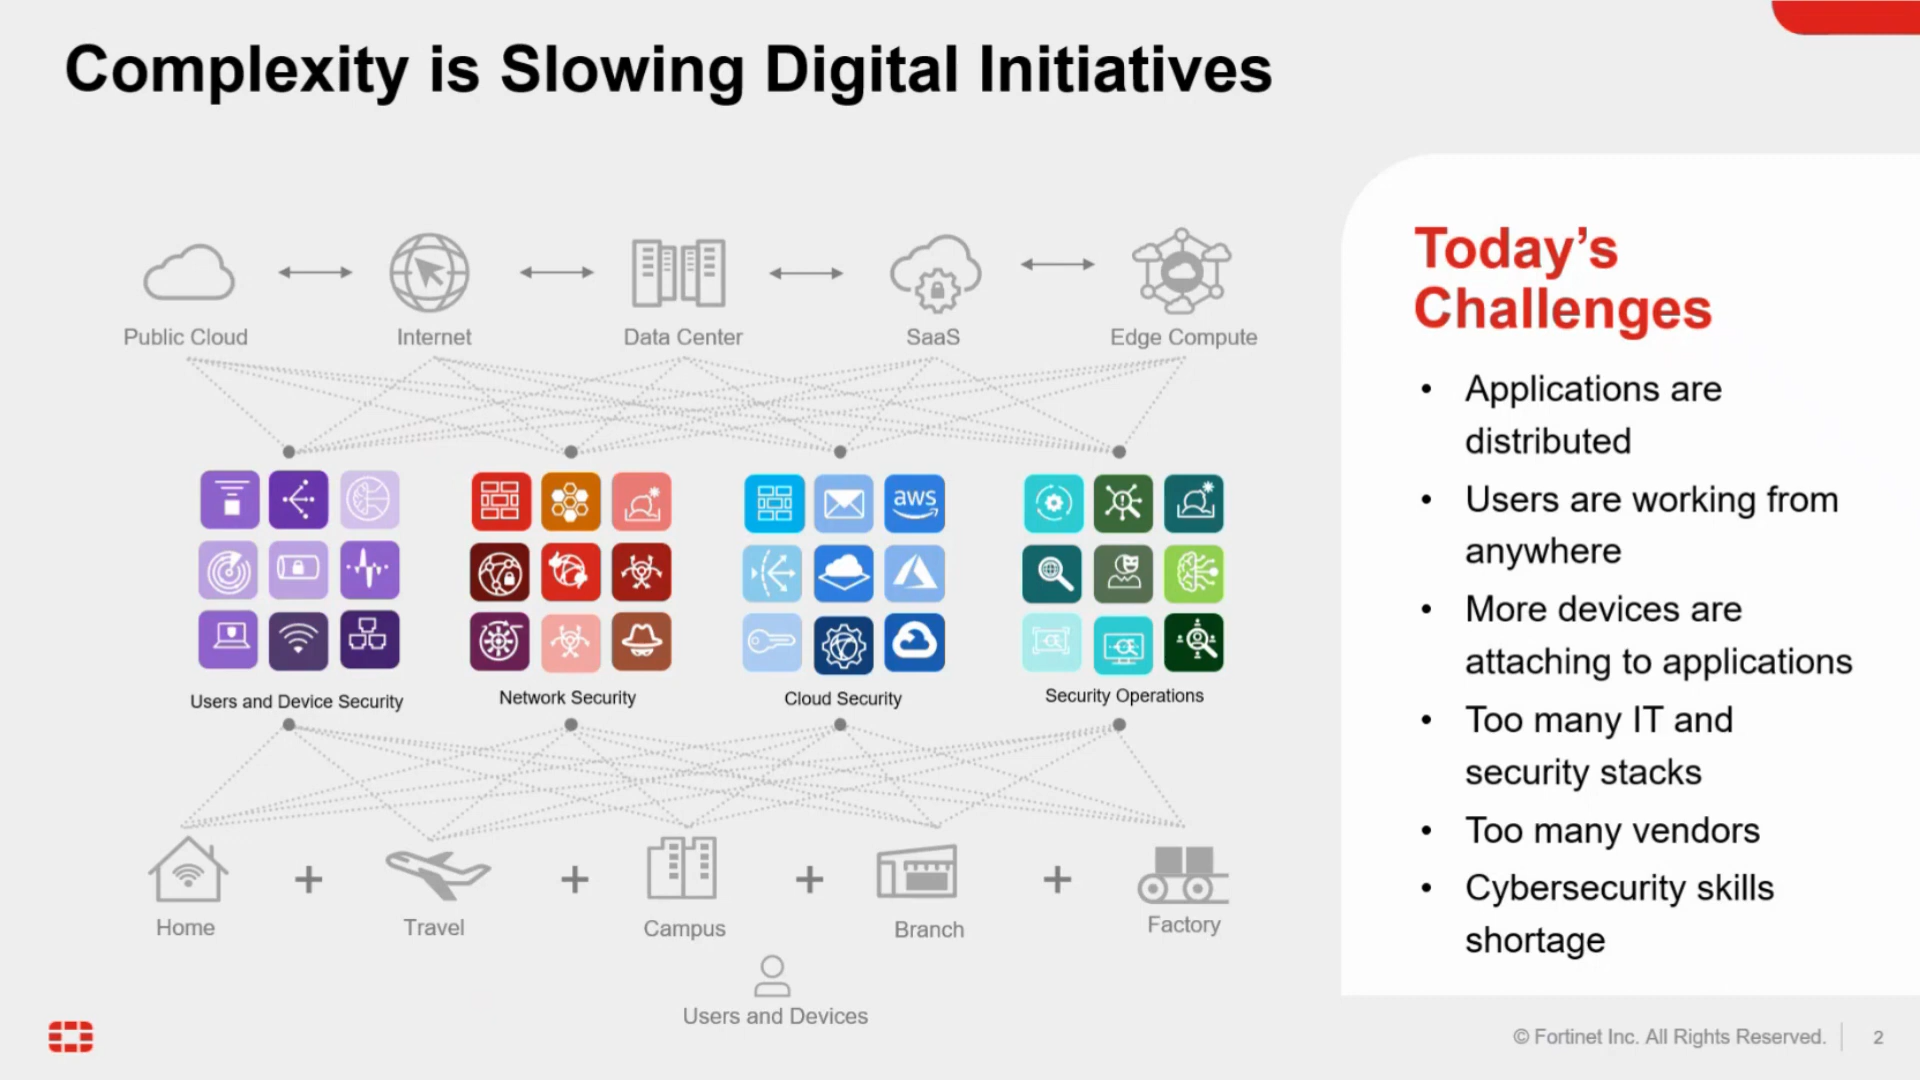 Complexity is Slowing Digital Initiatives
Public Cloud
Internet
Data Center
SaaS
Edge Compute
aws
Users and Device Security
Network Security
Cloud Security
Security Operations
Home
+
Travel
+
Campus
+
Branch
+
Factory
Users and Devices
Today's
Challenges
• Applications are
distributed
• Users are working from
anywhere
• More devices are
attaching to applications
• Too many IT and
security stacks
• Too many vendors
• Cybersecurity skills
shortage
© Fortinet Inc. All Rights Reserved.
2